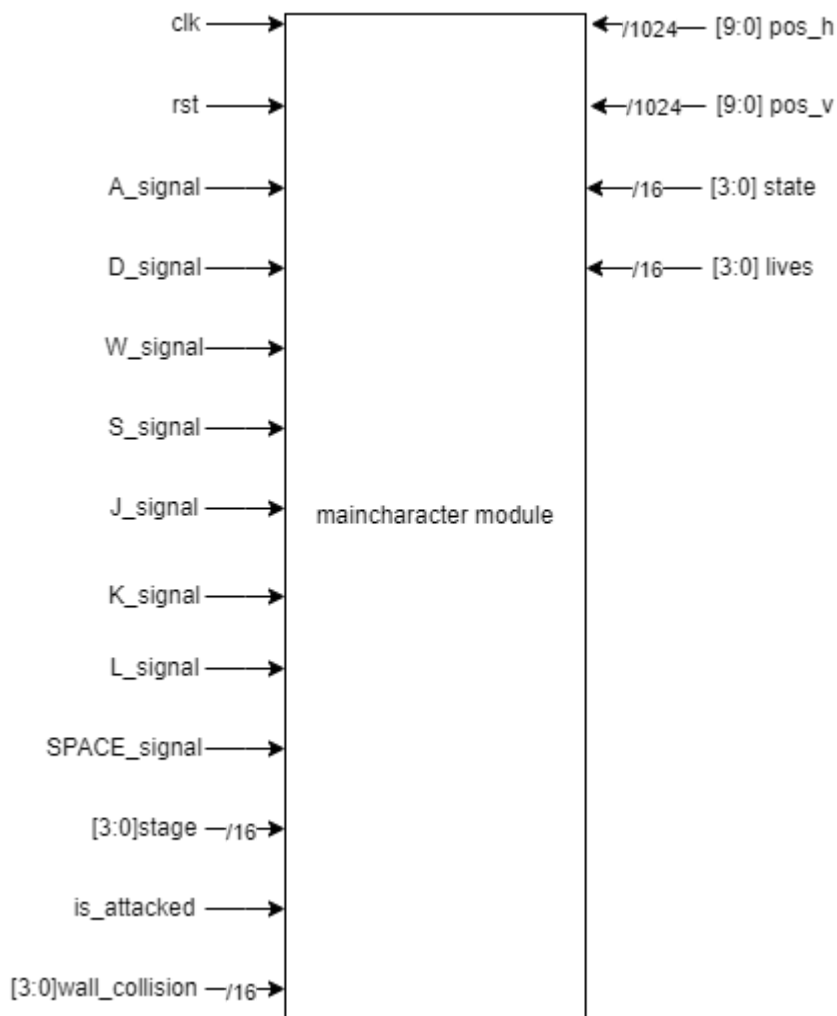 clk
/1024 [9:0] pos_h
rst
/1024 [9:0] pos_v
A_signal
/16 [3:0] state
D_signal
/16 [3:0] lives
W_signal
S_signal
J_signal
maincharacter module
K_signal
L_signal
SPACE_signal
[3:0]stage /16
is_attacked
[3:0]wall_collision /16